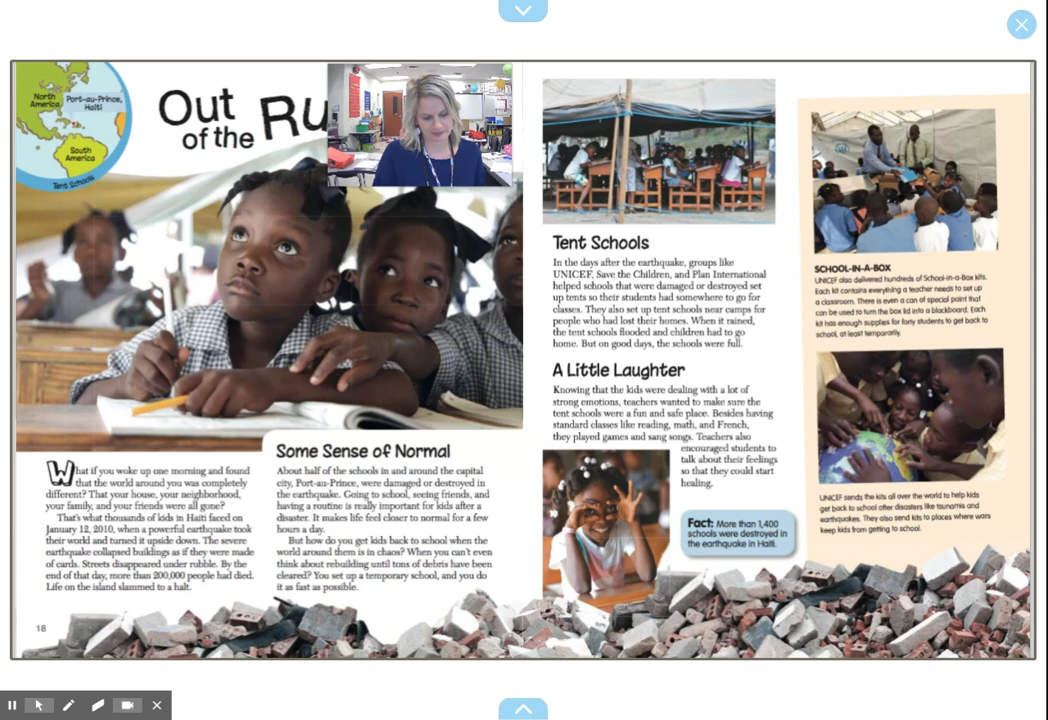 North
America
Port-au-Prince,
Haiti
South
America
Tent Schools
Out
of the Ru
What if you woke up one morning and found
that the world around you was completely
different? That your house, your neighborhood,
your family, and your friends were all gone?
That's what thousands of kids in Haiti faced on
January 12, 2010, when a powerful earthquake took
their world and turned it upside down. The severe
earthquake collapsed buildings as if they were made
of cards. Streets disappeared under rubble. By the
end of that day, more than 200,000 people had died.
Life on the island slammed to a halt.
18
Some Sense of Normal
About half of the schools in and around the capital
city, Port-au-Prince, were damaged or destroyed in
the earthquake. Going to school, seeing friends, and
having a routine is really important for kids after a
disaster. It makes life feel closer to normal for a few
hours a day.
But how do you get kids back to school when the
world around them is in chaos? When you can't even
think about rebuilding until tons of debris have been
cleared? You set up a temporary school, and you do
it as fast as possible.
Tent Schools
In the days after the earthquake, groups like
UNICEF, Save the Children, and Plan International
helped schools that were damaged or destroyed set
up tents so their students had somewhere to go for
classes. They also set up tent schools near camps for
people who had lost their homes. When it rained,
the tent schools flooded and children had to go
home. But on good days, the schools were full.
A Little Laughter
Knowing that the kids were dealing with a lot of
strong emotions, teachers wanted to make sure the
tent schools were a fun and safe place. Besides having
standard classes like reading, math, and French,
they played games and sang songs. Teachers also
encouraged students to
talk about their feelings
so that they could start
healing.
Fact: More than 1,400
schools were destroyed in
the earthquake in Haiti.
SCHOOL-IN-A-BOX
UNICEF also delivered hundreds of School-in-a-Box kits.
Each kit contains everything a teacher needs to set up
a classroom. There is even a can of special paint that
can be used to turn the box lid into a blackboard. Each
kit has enough supplies for forty students to get back to
school, at least temporarily.
UNICEF sends the kits all over the world to help kids
get back to school after disasters like tsunamis and
earthquakes. They also send kits to places where wars
keep kids from getting to school.